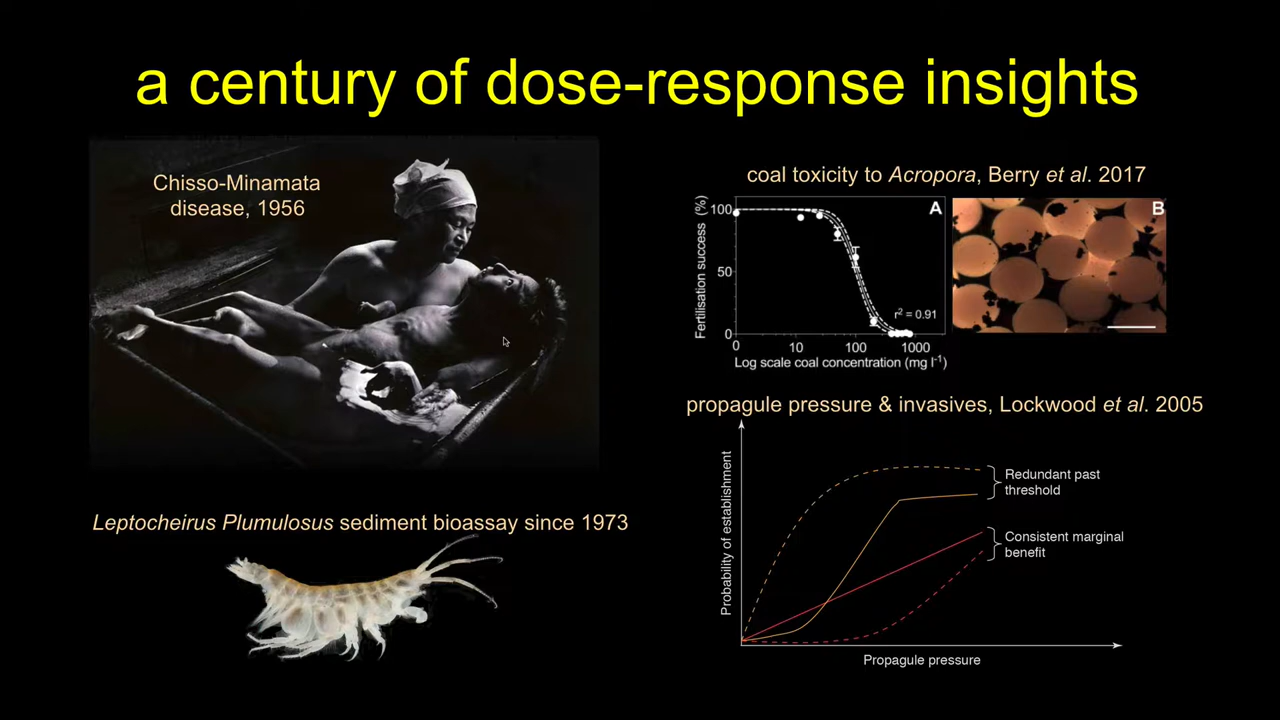 a century of dose-response insights
Chisso-Minamata
disease, 1956
Leptocheirus Plumulosus sediment bioassay since 1973
coal toxicity to Acropora, Berry et al. 2017
A
B
Fertilisation success (%)
100
50
0
r² = 0.91
0 10 100 1000
Log scale coal concentration (mg l⁻¹)
propagule pressure & invasives, Lockwood et al. 2005
Probability of establishment
Redundant past
threshold
Consistent marginal
benefit
Propagule pressure